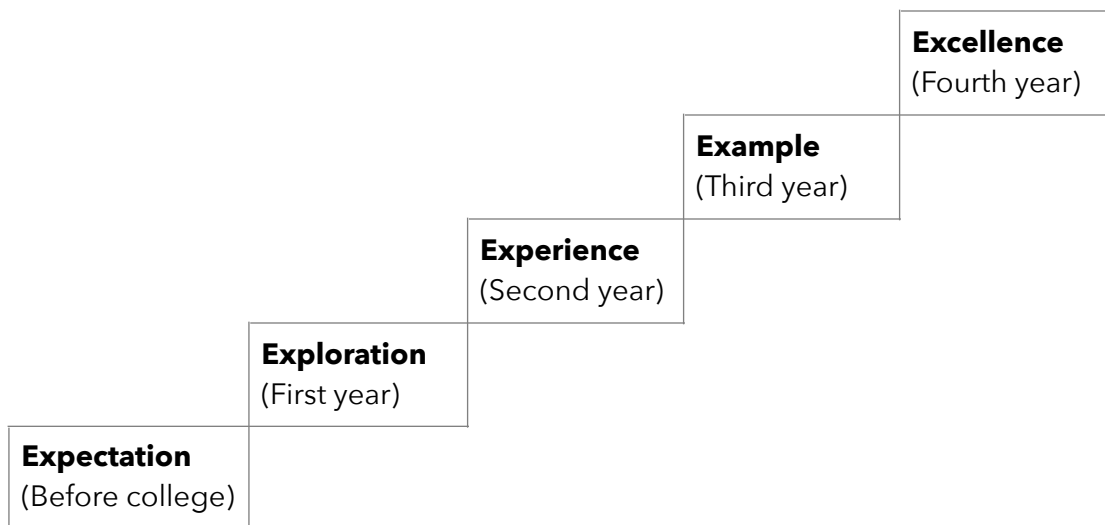 Excellence
(Fourth year)
Example
(Third year)
Experience
(Second year)
Exploration
(First year)
Expectation
(Before college)